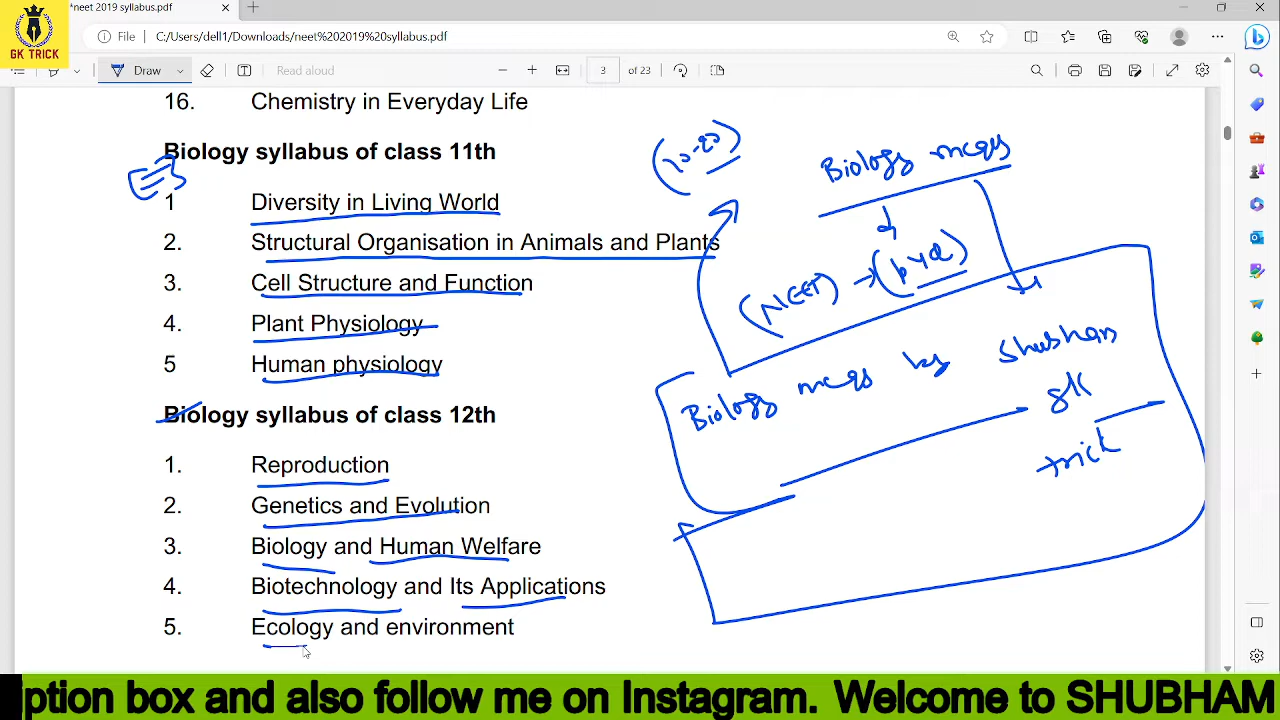 *neet 2019 syllabus.pdf
File C:/Users/dell1/Downloads/neet%202019%20syllabus.pdf
GK TRICK
Draw Read aloud 3 of 23
16. Chemistry in Everyday Life
Biology syllabus of class 11th
1 Diversity in Living World
2. Structural Organisation in Animals and Plants
3. Cell Structure and Function
4. Plant Physiology
5 Human physiology
Biology syllabus of class 12th
1. Reproduction
2. Genetics and Evolution
3. Biology and Human Welfare
4. Biotechnology and Its Applications
5. Ecology and environment
Biology mcqs
(NEET) → (pyq)
Biology mcqs by Shubham
gk
trick
iption box and also follow me on Instagram. Welcome to SHUBHAM